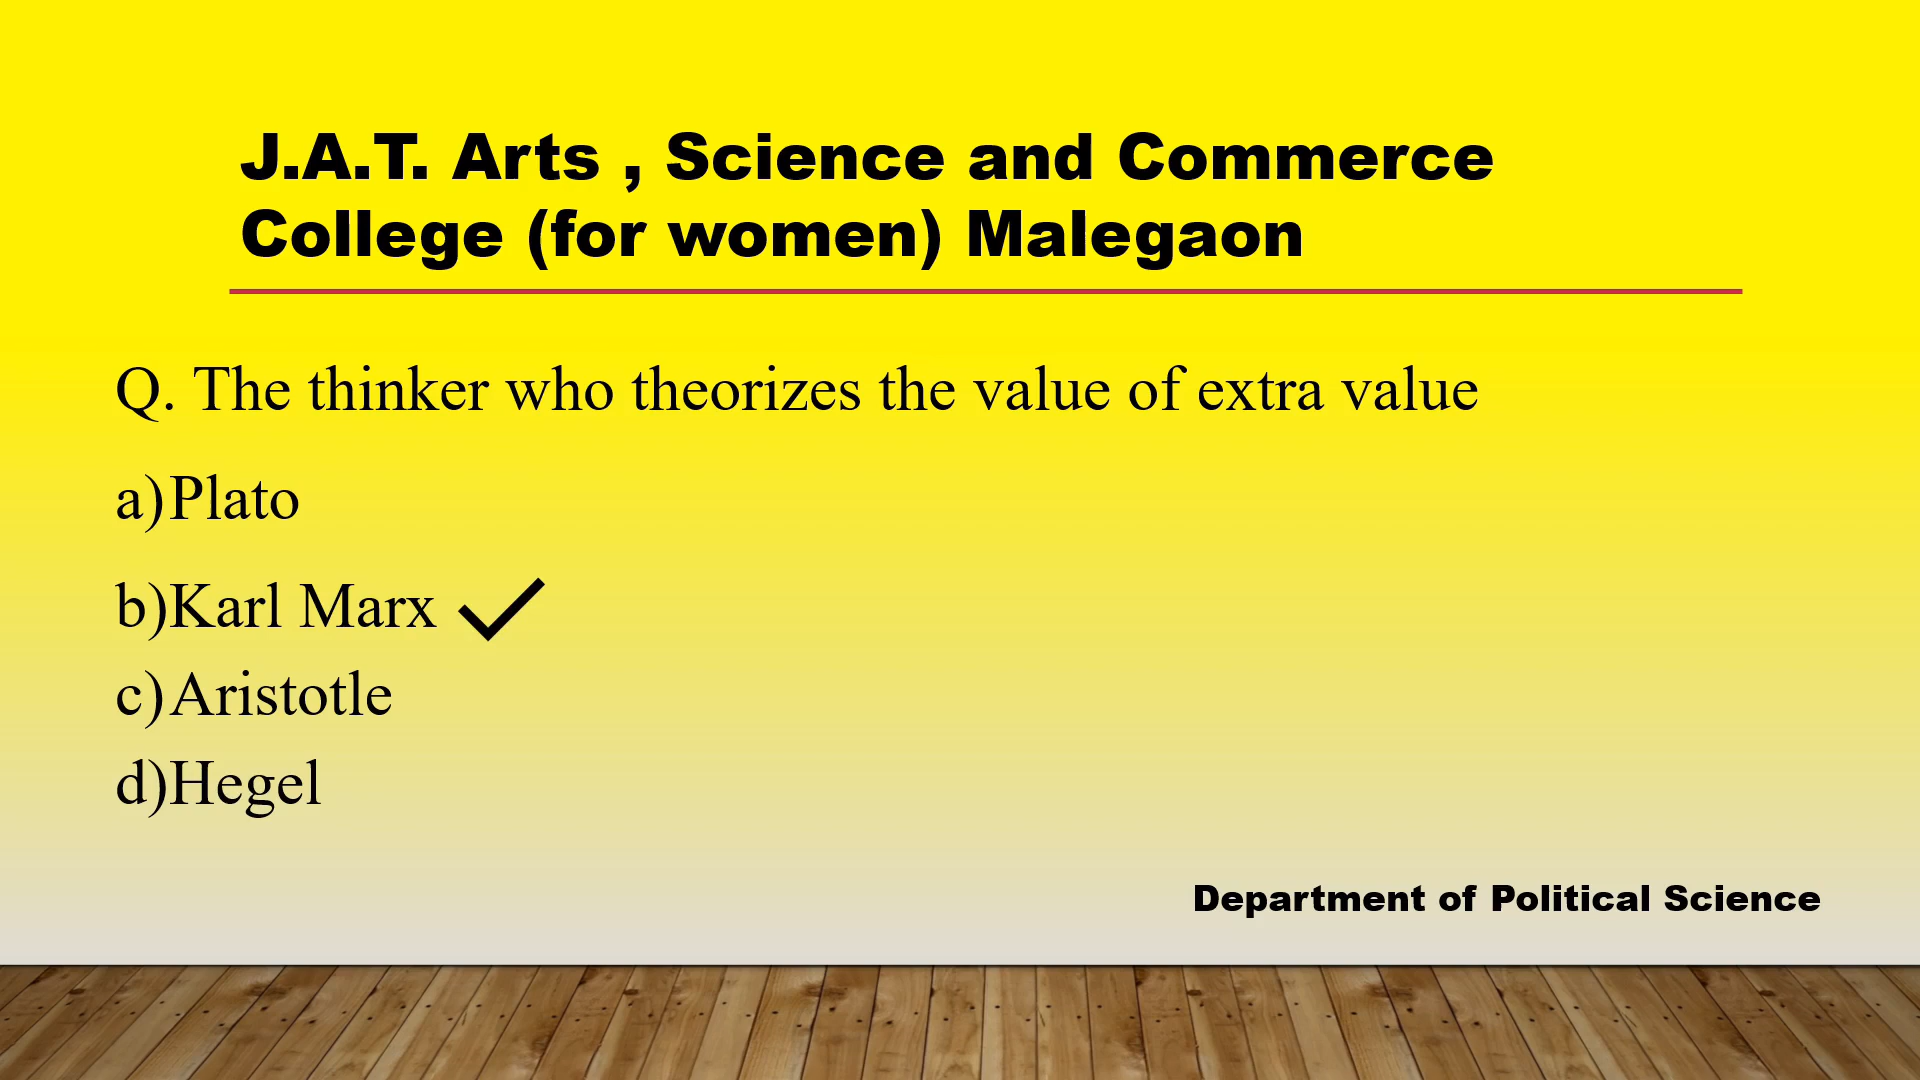 J.A.T. Arts , Science and Commerce
College (for women) Malegaon
Q. The thinker who theorizes the value of extra value
a) Plato
b) Karl Marx ✓
c) Aristotle
d) Hegel
Department of Political Science